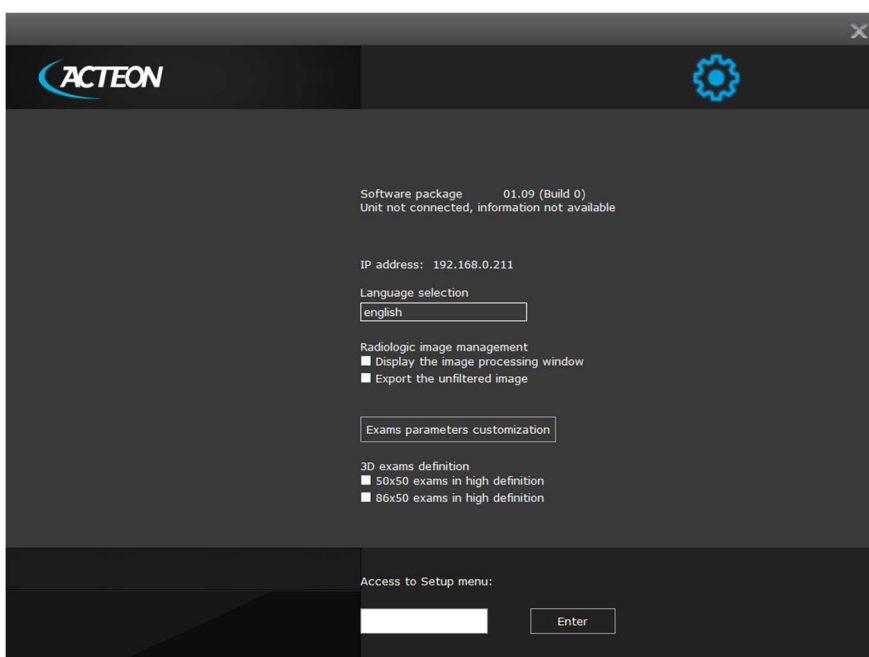 ACTEON
Software package 01.09 (Build 0)
Unit not connected, information not available
IP address: 192.168.0.211
Language selection
english
Radiologic image management
Display the image processing window
Export the unfiltered image
Exams parameters customization
3D exams definition
50x50 exams in high definition
86x50 exams in high definition
Access to Setup menu:
Enter